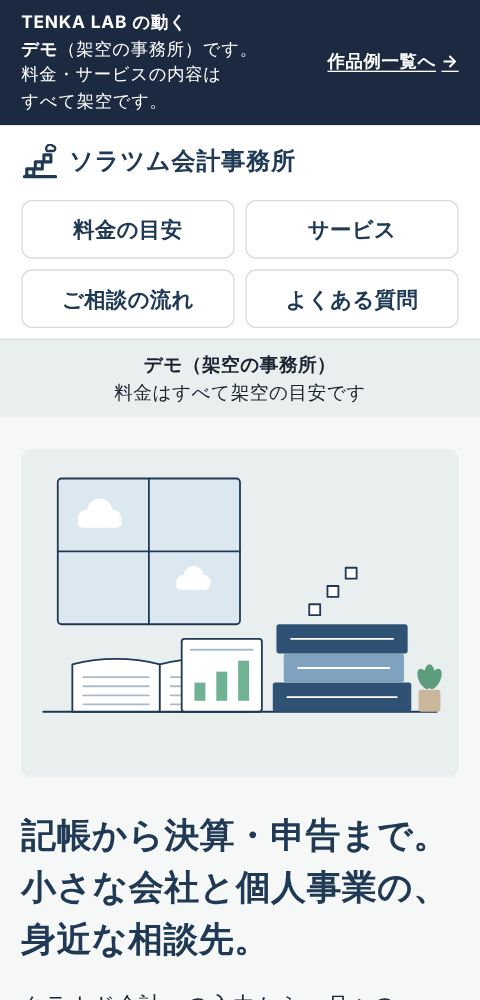 TENKA LAB の動く
デモ（架空の事務所）です。
料金・サービスの内容は
すべて架空です。
作品例一覧へ →
ソラツム会計事務所
料金の目安
サービス
ご相談の流れ
よくある質問
デモ（架空の事務所）
料金はすべて架空の目安です
記帳から決算・申告まで。
小さな会社と個人事業の、
身近な相談先。